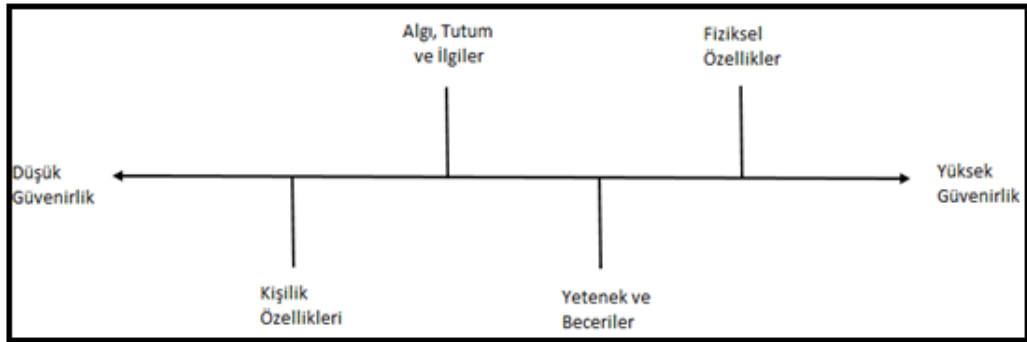 Algı, Tutum
ve İlgiler
Fiziksel
Özellikler
Düşük
Güvenirlik
Yüksek
Güvenirlik
Kişilik
Özellikleri
Yetenek ve
Beceriler